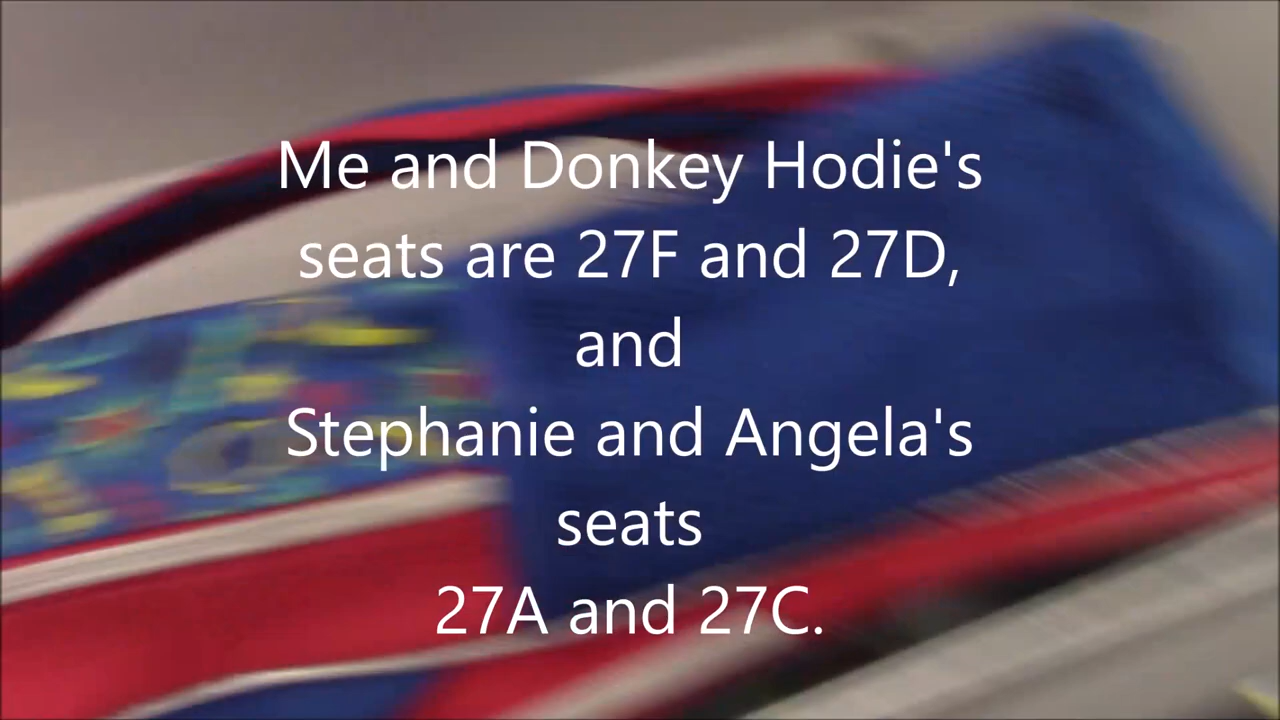 Me and Donkey Hodie's
seats are 27F and 27D,
and
Stephanie and Angela's
seats
27A and 27C.